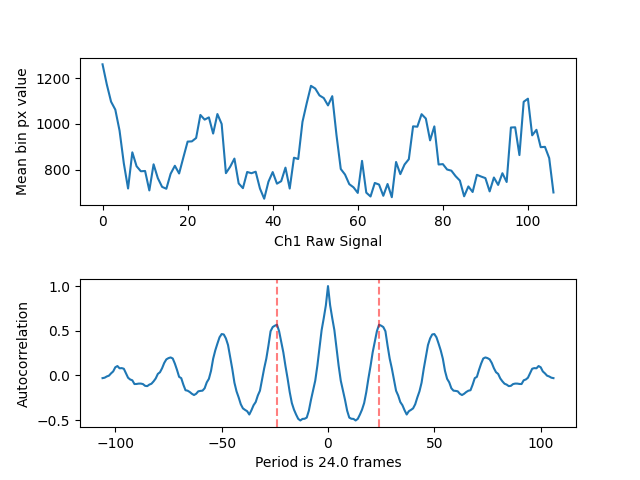 1200
1000
800
Mean bin px value
0 20 40 60 80 100
Ch1 Raw Signal
1.0
0.5
0.0
−0.5
Autocorrelation
−100 −50 0 50 100
Period is 24.0 frames